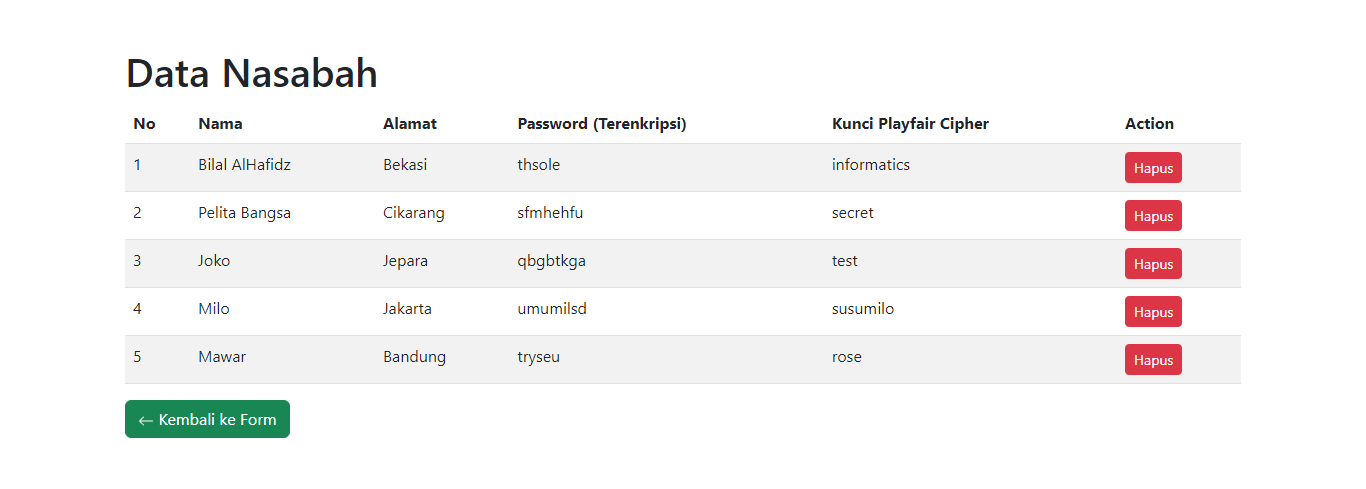 Data Nasabah
No Nama Alamat Password (Terenkripsi) Kunci Playfair Cipher Action
1 Bilal AlHafidz Bekasi thsole informatics Hapus
2 Pelita Bangsa Cikarang sfmhehfu secret Hapus
3 Joko Jepara qbgbtkga test Hapus
4 Milo Jakarta umumilsd susumilo Hapus
5 Mawar Bandung tryseu rose Hapus
← Kembali ke Form